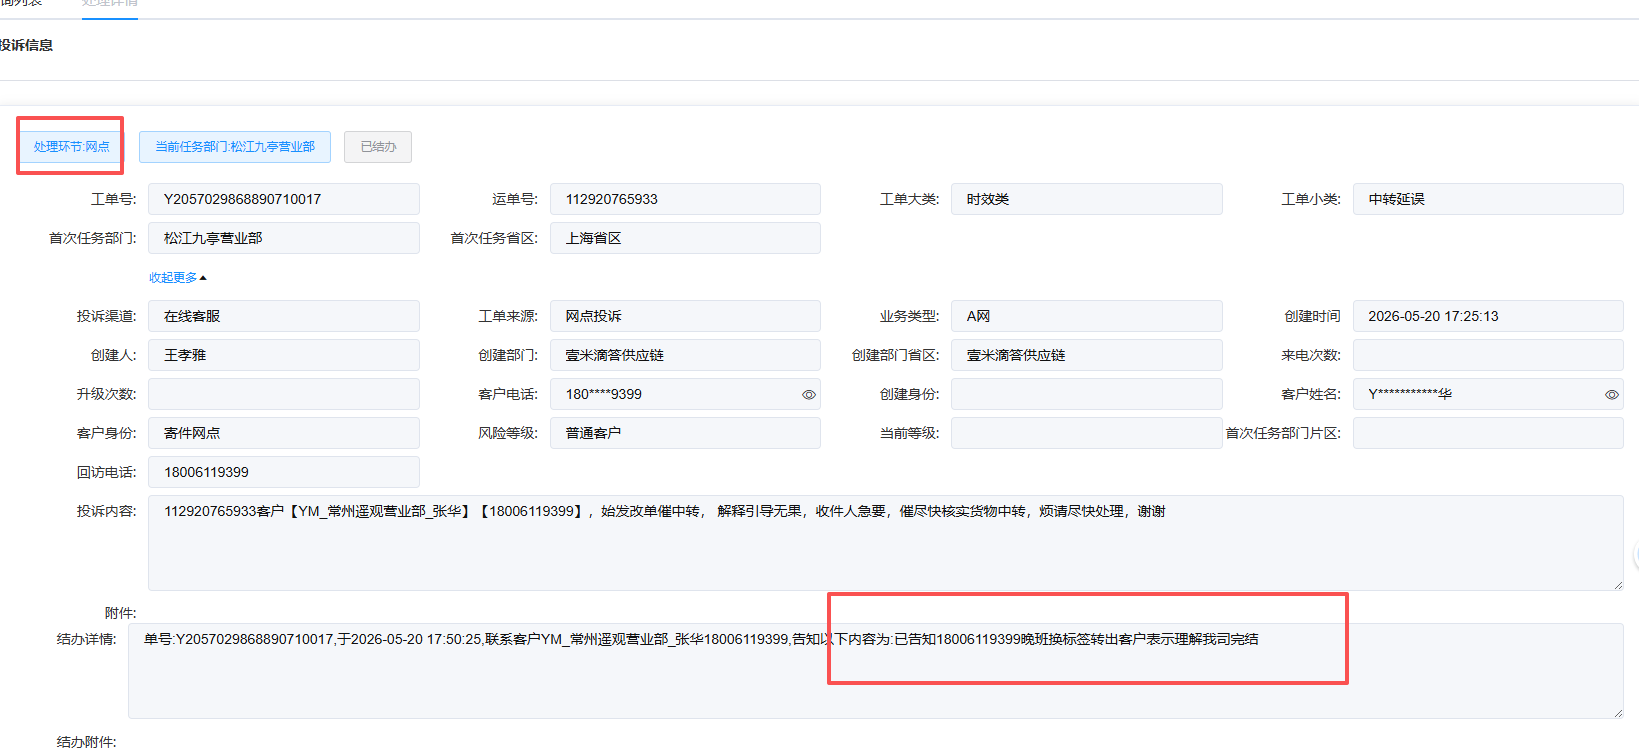 询列表 处理详情
投诉信息
处理环节:网点 当前任务部门:松江九亭营业部 已结办
工单号: Y2057029868890710017 运单号: 112920765933 工单大类: 时效类 工单小类: 中转延误
首次任务部门: 松江九亭营业部 首次任务省区: 上海省区
收起更多
投诉渠道: 在线客服 工单来源: 网点投诉 业务类型: A网 创建时间 2026-05-20 17:25:13
创建人: 王孝雅 创建部门: 壹米滴答供应链 创建部门省区: 壹米滴答供应链 来电次数:
升级次数: 客户电话: 180****9399 创建身份: 客户姓名: Y***********华
客户身份: 寄件网点 风险等级: 普通客户 当前等级: 首次任务部门片区:
回访电话: 18006119399
投诉内容: 112920765933客户【YM_常州遥观营业部_张华】【18006119399】，始发改单催中转， 解释引导无果，收件人急要，催尽快核实货物中转，烦请尽快处理，谢谢
附件:
结办详情: 单号:Y2057029868890710017,于2026-05-20 17:50:25,联系客户YM_常州遥观营业部_张华18006119399,告知以下内容为:已告知18006119399晚班换标签转出客户表示理解我司完结
结办附件: